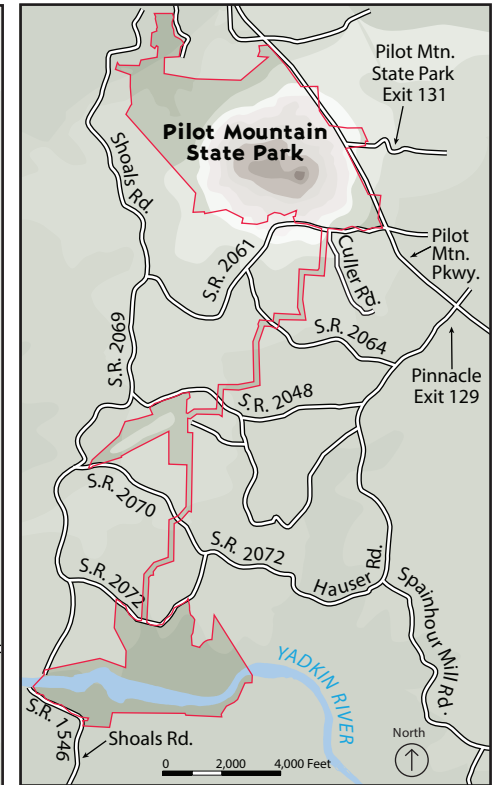 Pilot Mtn.
State Park
Exit 131
Pilot Mountain
State Park
Shoals Rd.
Pilot
Mtn.
Pkwy.
S.R. 2061
Culler Rd.
S.R. 2064
S.R. 2069
Pinnacle
Exit 129
S.R. 2048
S.R. 2070
S.R. 2072
S.R. 2072
Hauser Rd.
Spainhour Mill Rd.
YADKIN RIVER
S.R. 1546
Shoals Rd.
North
0 2,000 4,000 Feet